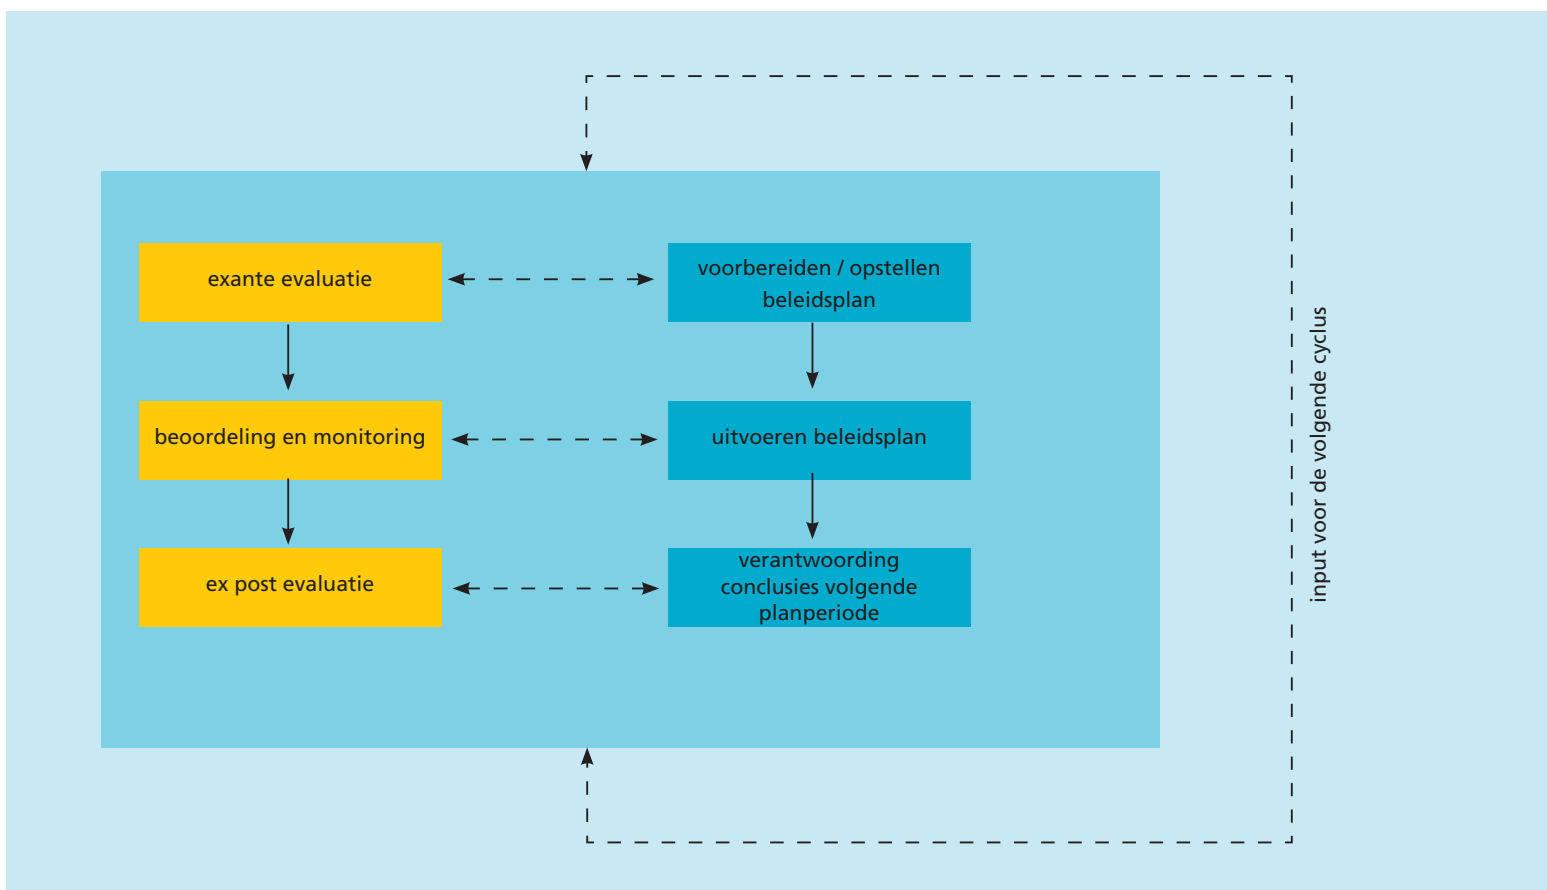 exante evaluatie
voorbereiden / opstellen
beleidsplan
beoordeling en monitoring
uitvoeren beleidsplan
ex post evaluatie
verantwoording
conclusies volgende
planperiode
input voor de volgende cyclus